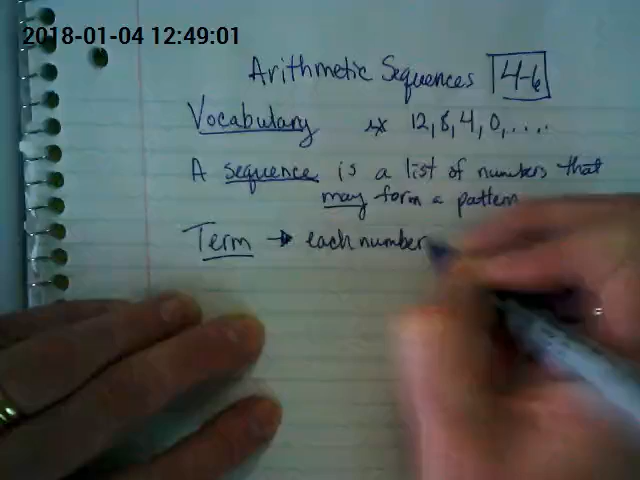 2018-01-04 12:49:01
Arithmetic Sequences 4-6
Vocabulary 12, 8, 4, 0, ....
A sequence is a list of numbers that
may form a pattern
Term → each number